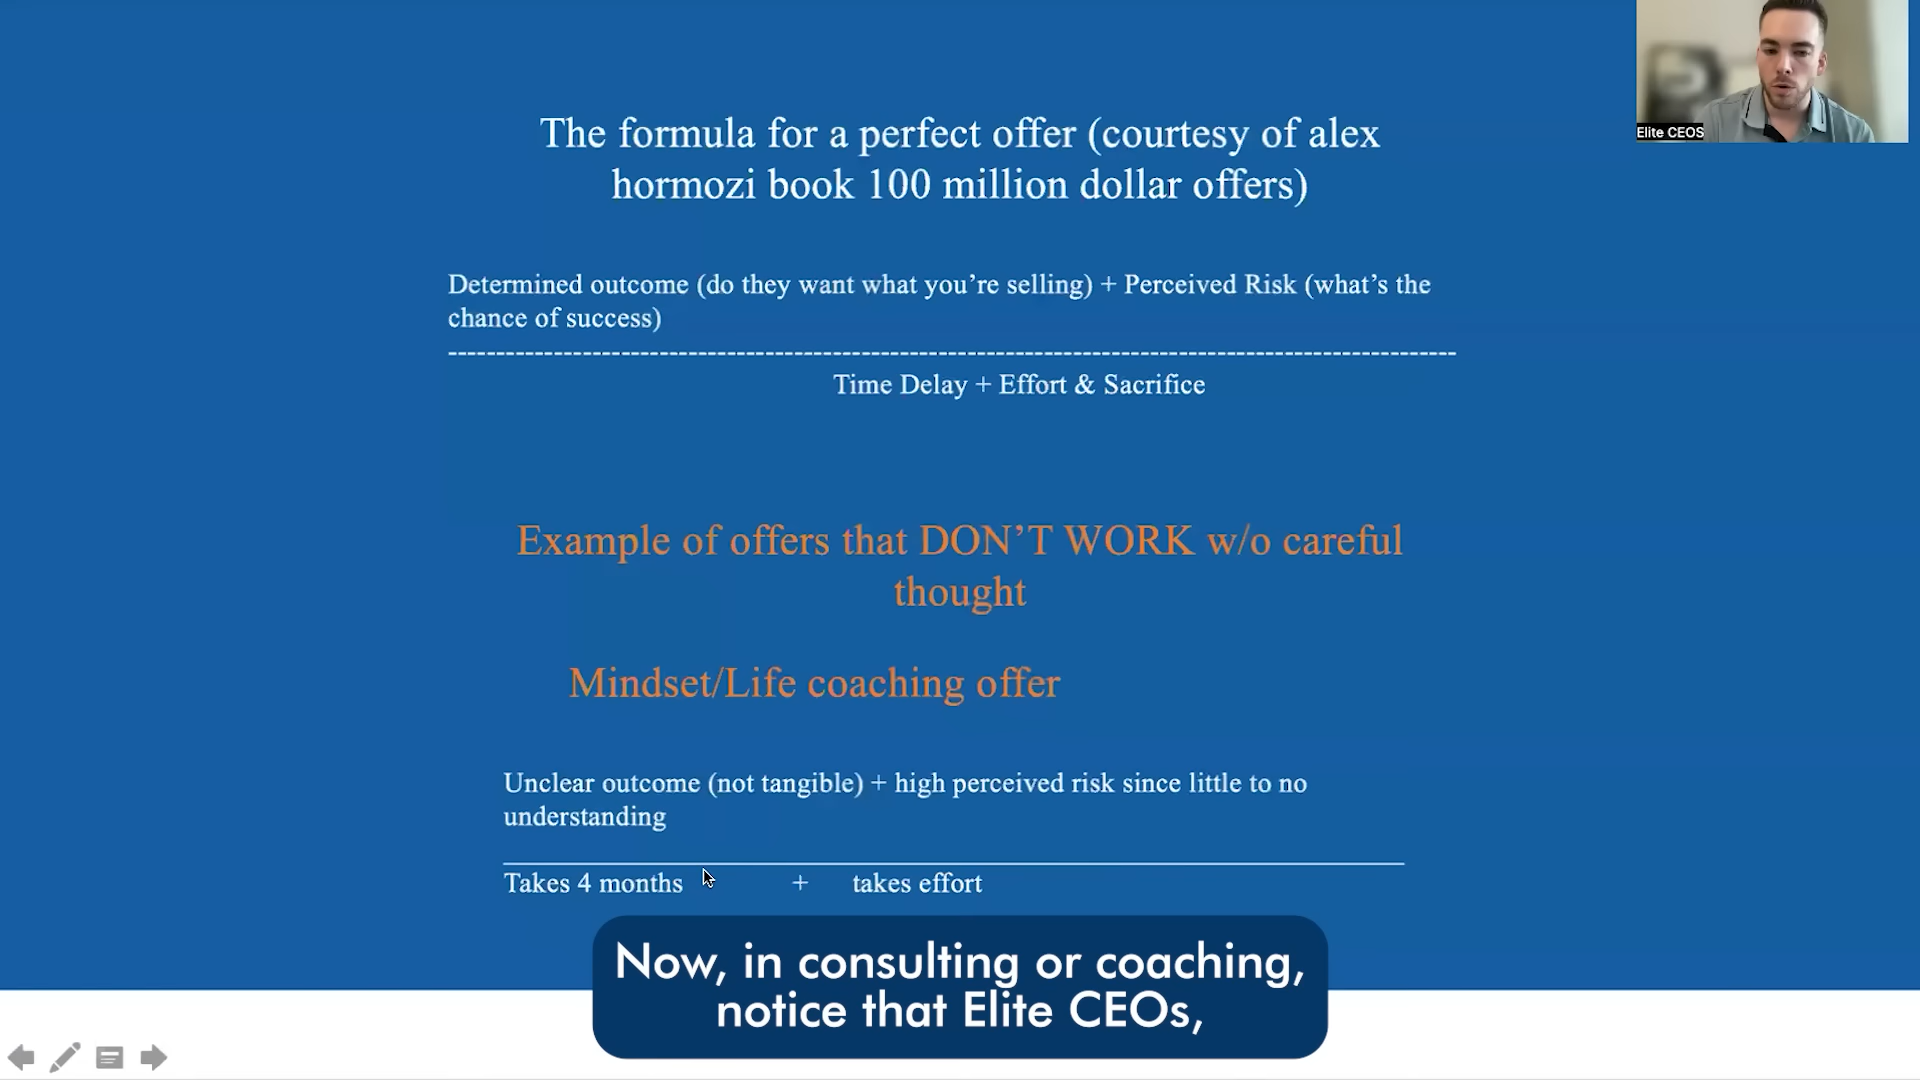 The formula for a perfect offer (courtesy of alex
hormozi book 100 million dollar offers)
Elite CEOS
Determined outcome (do they want what you’re selling) + Perceived Risk (what’s the
chance of success)
--------------------------------------------------------------------------------------------------------------
Time Delay + Effort & Sacrifice
Example of offers that DON’T WORK w/o careful
thought
Mindset/Life coaching offer
Unclear outcome (not tangible) + high perceived risk since little to no
understanding
Takes 4 months + takes effort
Now, in consulting or coaching,
notice that Elite CEOs,